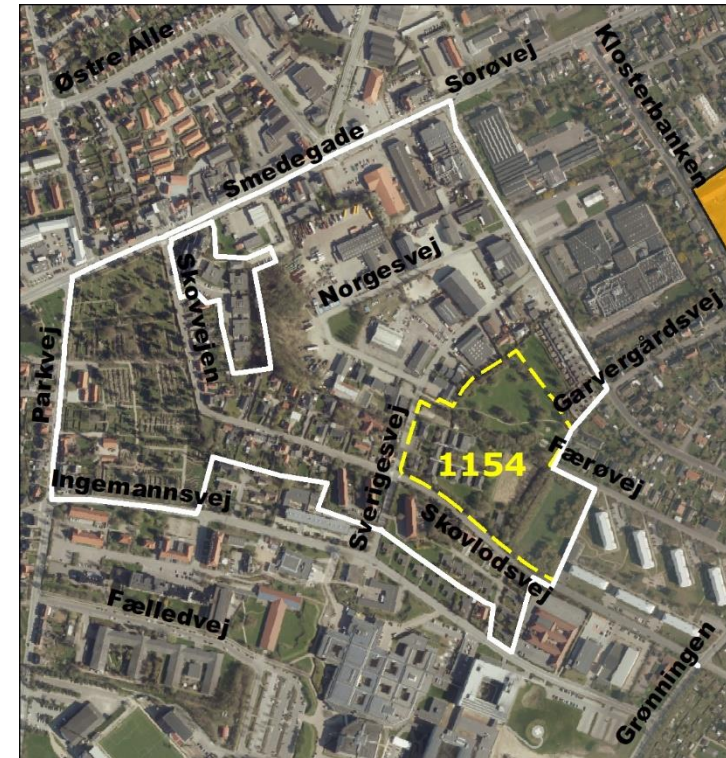 Østre Alle
Sorøvej
Klosterbanken
Smedegade
Skovvejen
Norgesvej
Parkvej
Garvergårdsvej
Sverigesvej
1154
Færøvej
Ingemannsvej
Skovlodsvej
Fælledvej
Grønningen